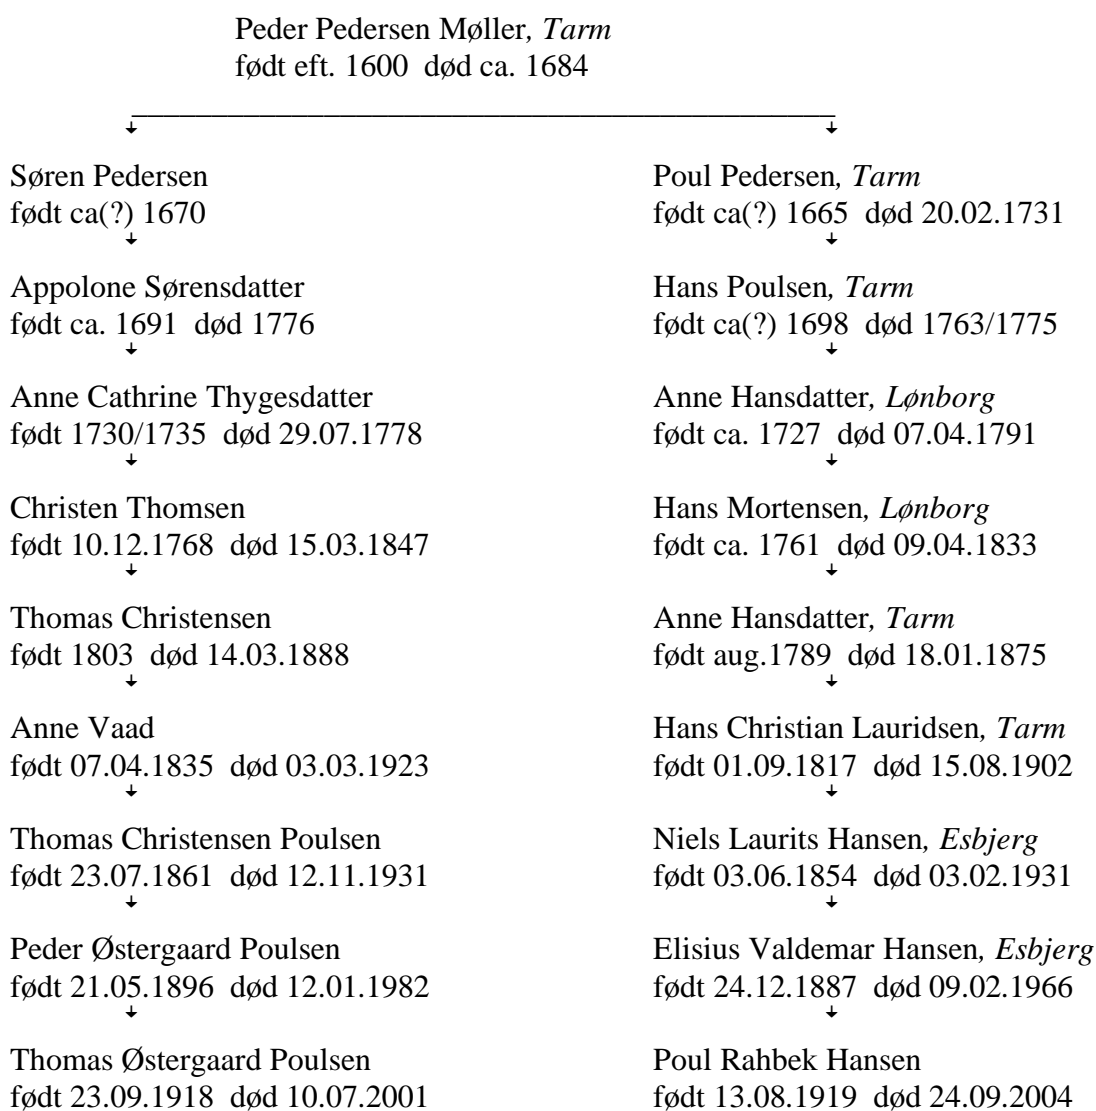 Peder Pedersen Møller, Tarm
født eft. 1600 død ca. 1684
Søren Pedersen
født ca(?) 1670
Poul Pedersen, Tarm
født ca(?) 1665 død 20.02.1731
Appolone Sørensdatter
født ca. 1691 død 1776
Hans Poulsen, Tarm
født ca(?) 1698 død 1763/1775
Anne Cathrine Thygesdatter
født 1730/1735 død 29.07.1778
Anne Hansdatter, Lønborg
født ca. 1727 død 07.04.1791
Christen Thomsen
født 10.12.1768 død 15.03.1847
Hans Mortensen, Lønborg
født ca. 1761 død 09.04.1833
Thomas Christensen
født 1803 død 14.03.1888
Anne Hansdatter, Tarm
født aug.1789 død 18.01.1875
Anne Vaad
født 07.04.1835 død 03.03.1923
Hans Christian Lauridsen, Tarm
født 01.09.1817 død 15.08.1902
Thomas Christensen Poulsen
født 23.07.1861 død 12.11.1931
Niels Laurits Hansen, Esbjerg
født 03.06.1854 død 03.02.1931
Peder Østergaard Poulsen
født 21.05.1896 død 12.01.1982
Elisius Valdemar Hansen, Esbjerg
født 24.12.1887 død 09.02.1966
Thomas Østergaard Poulsen
født 23.09.1918 død 10.07.2001
Poul Rahbek Hansen
født 13.08.1919 død 24.09.2004